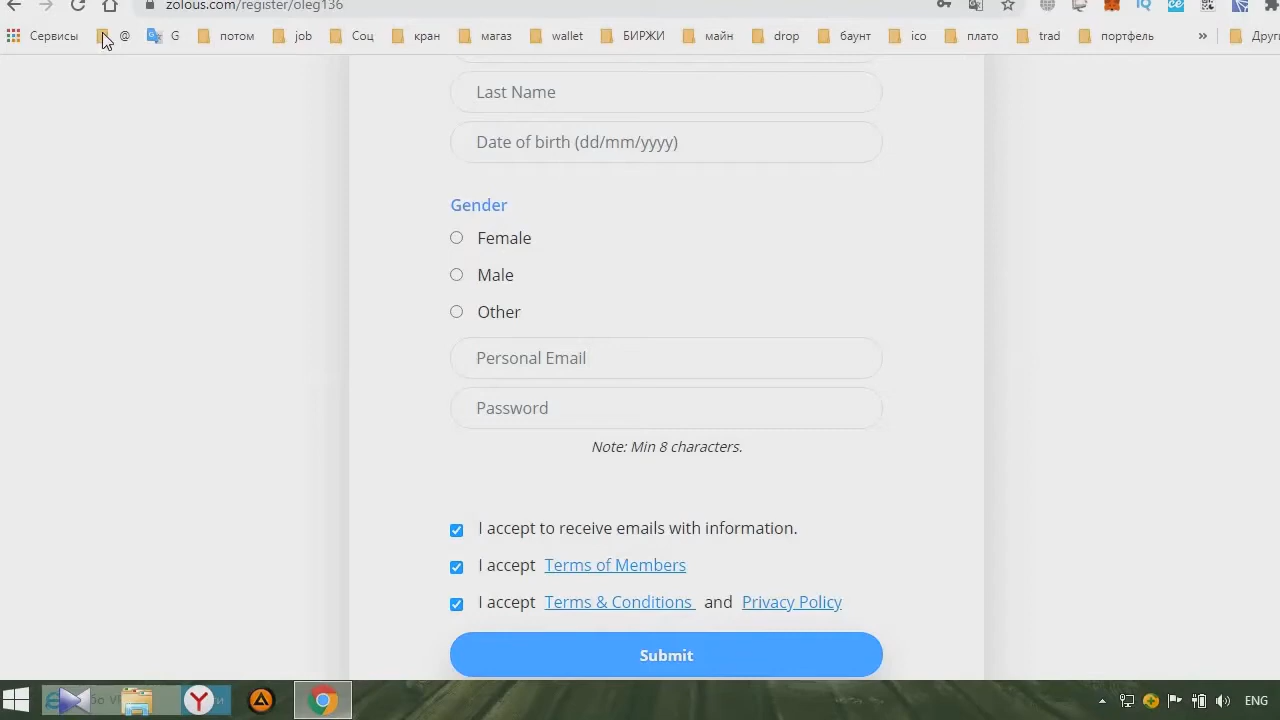 zolous.com/register/oleg136
Сервисы @ G потом job Соц кран магаз wallet БИРЖИ майн drop баунт ico плато trad портфель » Други
Last Name
Date of birth (dd/mm/yyyy)
Gender
Female
Male
Other
Personal Email
Password
Note: Min 8 characters.
I accept to receive emails with information.
I accept Terms of Members
I accept Terms & Conditions and Privacy Policy
Submit
ENG